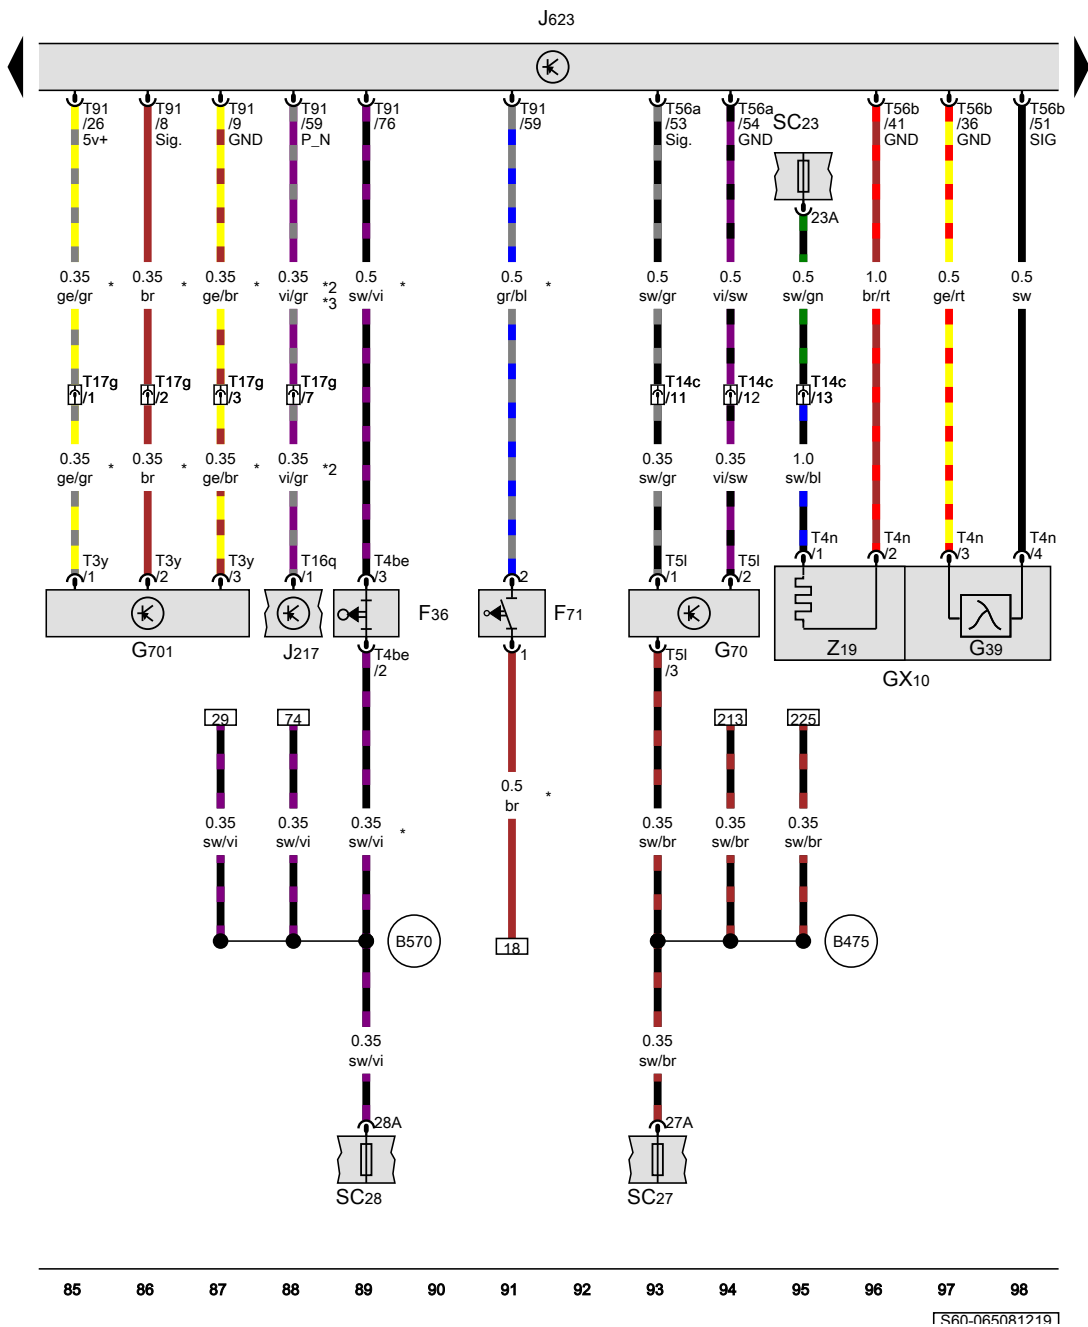 J623
T91 T91 T91 T91 T91 T91 T56a T56a T56b T56b T56b
/26 /8 /9 /59 /76 /59 /53 /54 /41 /36 /51
5v+ Sig. GND P_N Sig. GND GND GND SIG
SC23
23A
0.35 0.35 0.35 0.35 0.5 0.5 0.5 0.5 0.5 1.0 0.5 0.5
ge/gr * br * ge/br * vi/gr *2 sw/vi * gr/bl * sw/gr vi/sw sw/gn br/rt ge/rt sw
*3
T17g T17g T17g T17g T14c T14c T14c
/1 /2 /3 /7 /11 /12 /13
0.35 0.35 0.35 0.35 0.35 0.35 1.0
ge/gr * br * ge/br * vi/gr *2 sw/gr vi/sw sw/bl
T3y T3y T3y T16q T4be T5l T5l T4n T4n T4n T4n
/1 /2 /3 /1 /3 2 /1 /2 /1 /2 /3 /4
F36 F71
G701 J217 G70 Z19 G39
T4be 1 T5l
/2 /3
GX10
29 74 213 225
0.5
br *
0.35 0.35 0.35 0.35 0.35 0.35
sw/vi sw/vi sw/vi * sw/br sw/br sw/br
B570 18 B475
0.35 0.35
sw/vi sw/br
28A 27A
SC28 SC27
85 86 87 88 89 90 91 92 93 94 95 96 97 98
S60-065081219